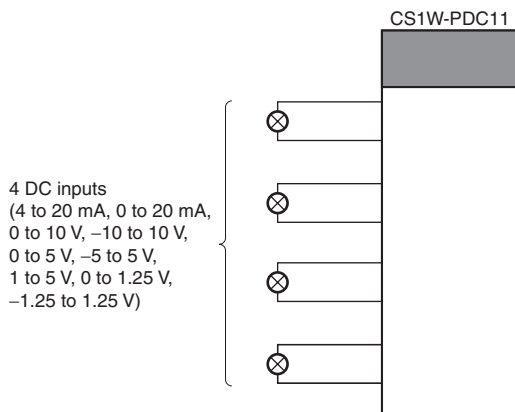 CS1W-PDC11
4 DC inputs
(4 to 20 mA, 0 to 20 mA,
0 to 10 V, −10 to 10 V,
0 to 5 V, −5 to 5 V,
1 to 5 V, 0 to 1.25 V,
−1.25 to 1.25 V)